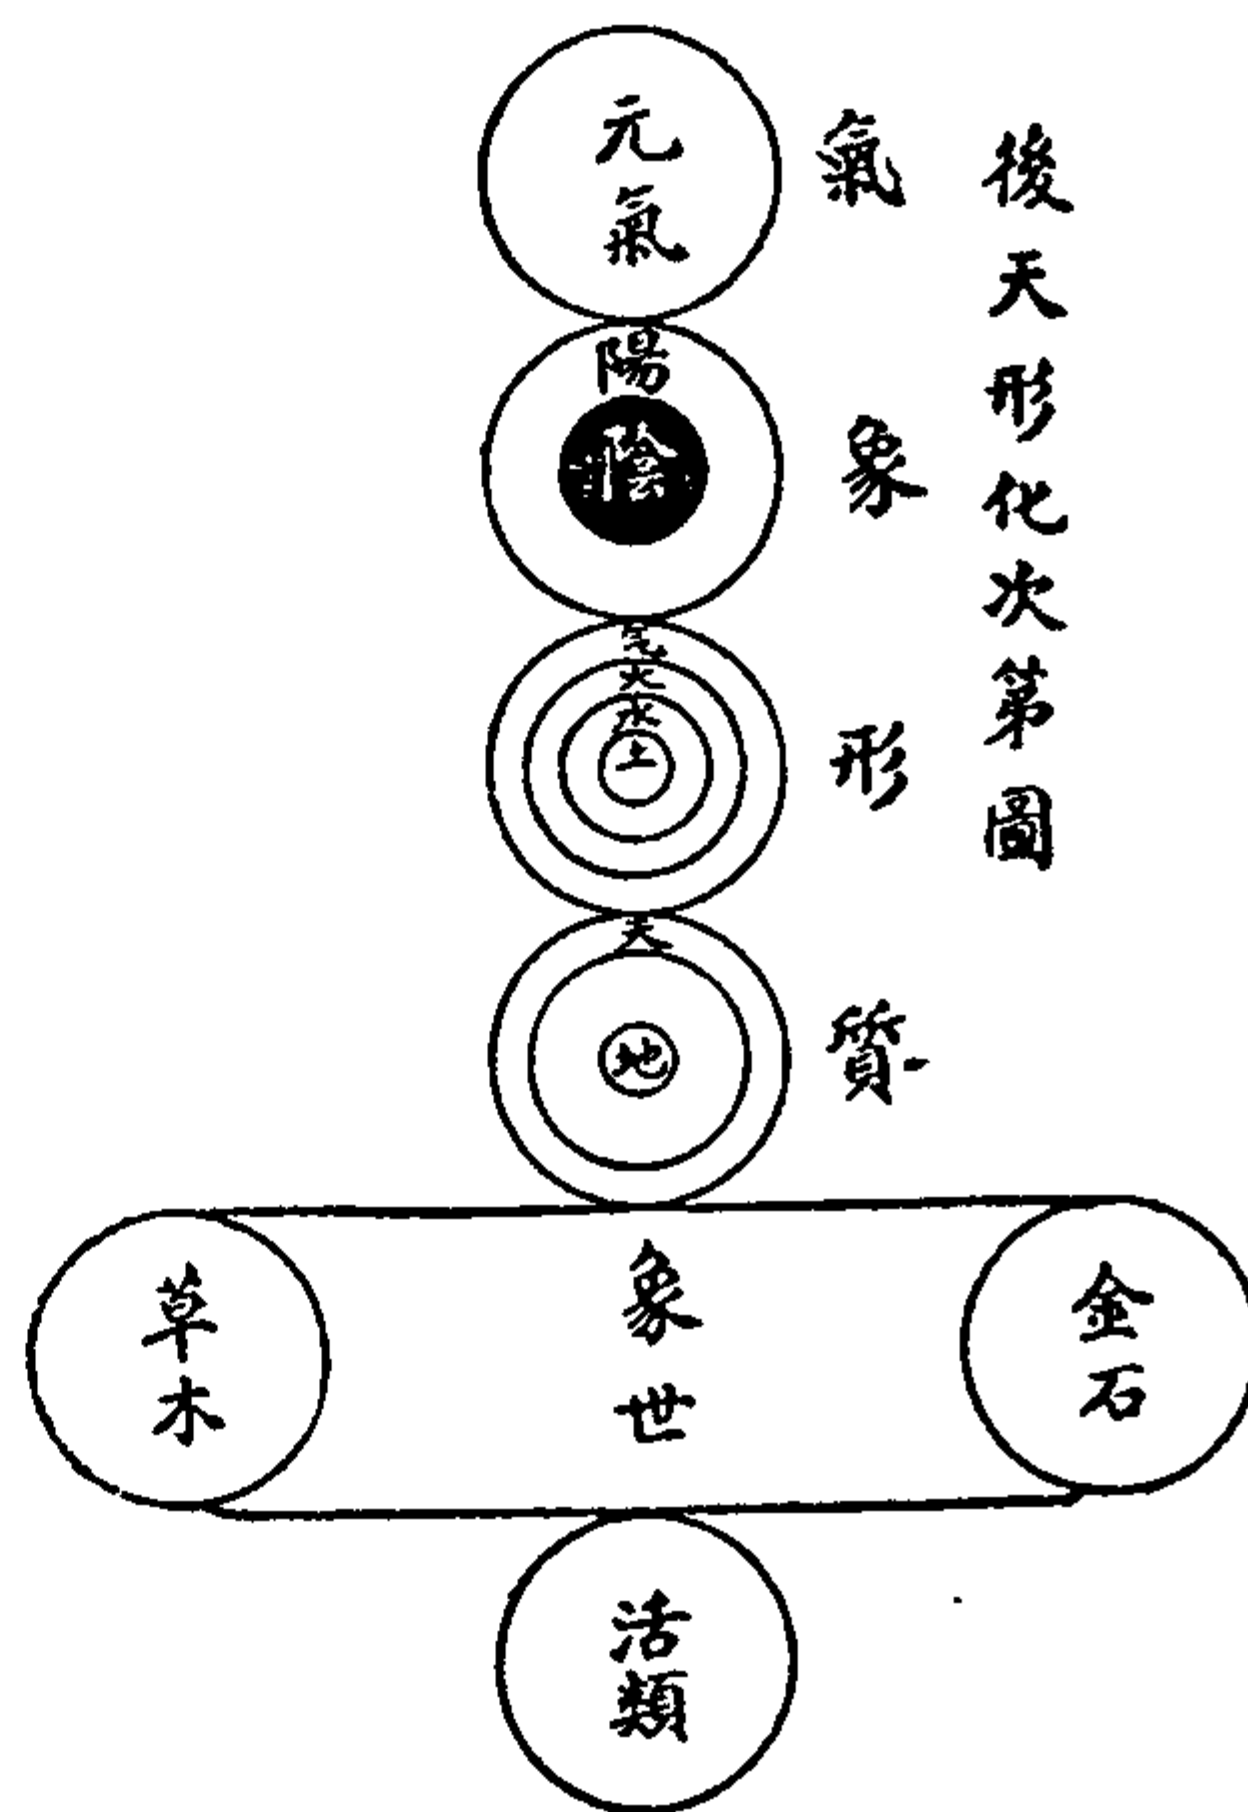 後天形化次第圖
氣
象
形
質
元氣
陽
陰
氣
火
水
土
天
地
金石
象世
草木
活類